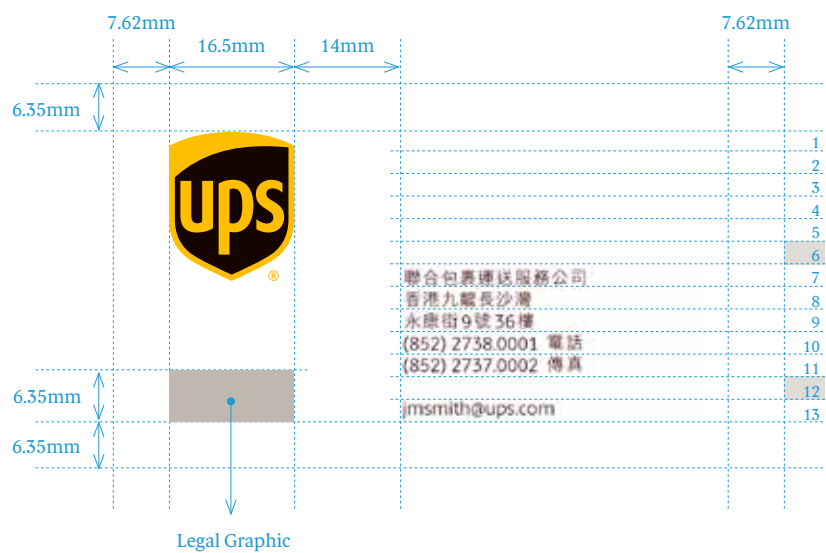 7.62mm
7.62mm
16.5mm
14mm
6.35mm
ups
®
1
2
3
4
5
6
7
聯合包裹運送服務公司
8
香港九龍長沙灣
9
永康街9號36樓
10
(852) 2738.0001 電話
11
(852) 2737.0002 傳真
6.35mm
12
13
jmsmith@ups.com
6.35mm
Legal Graphic